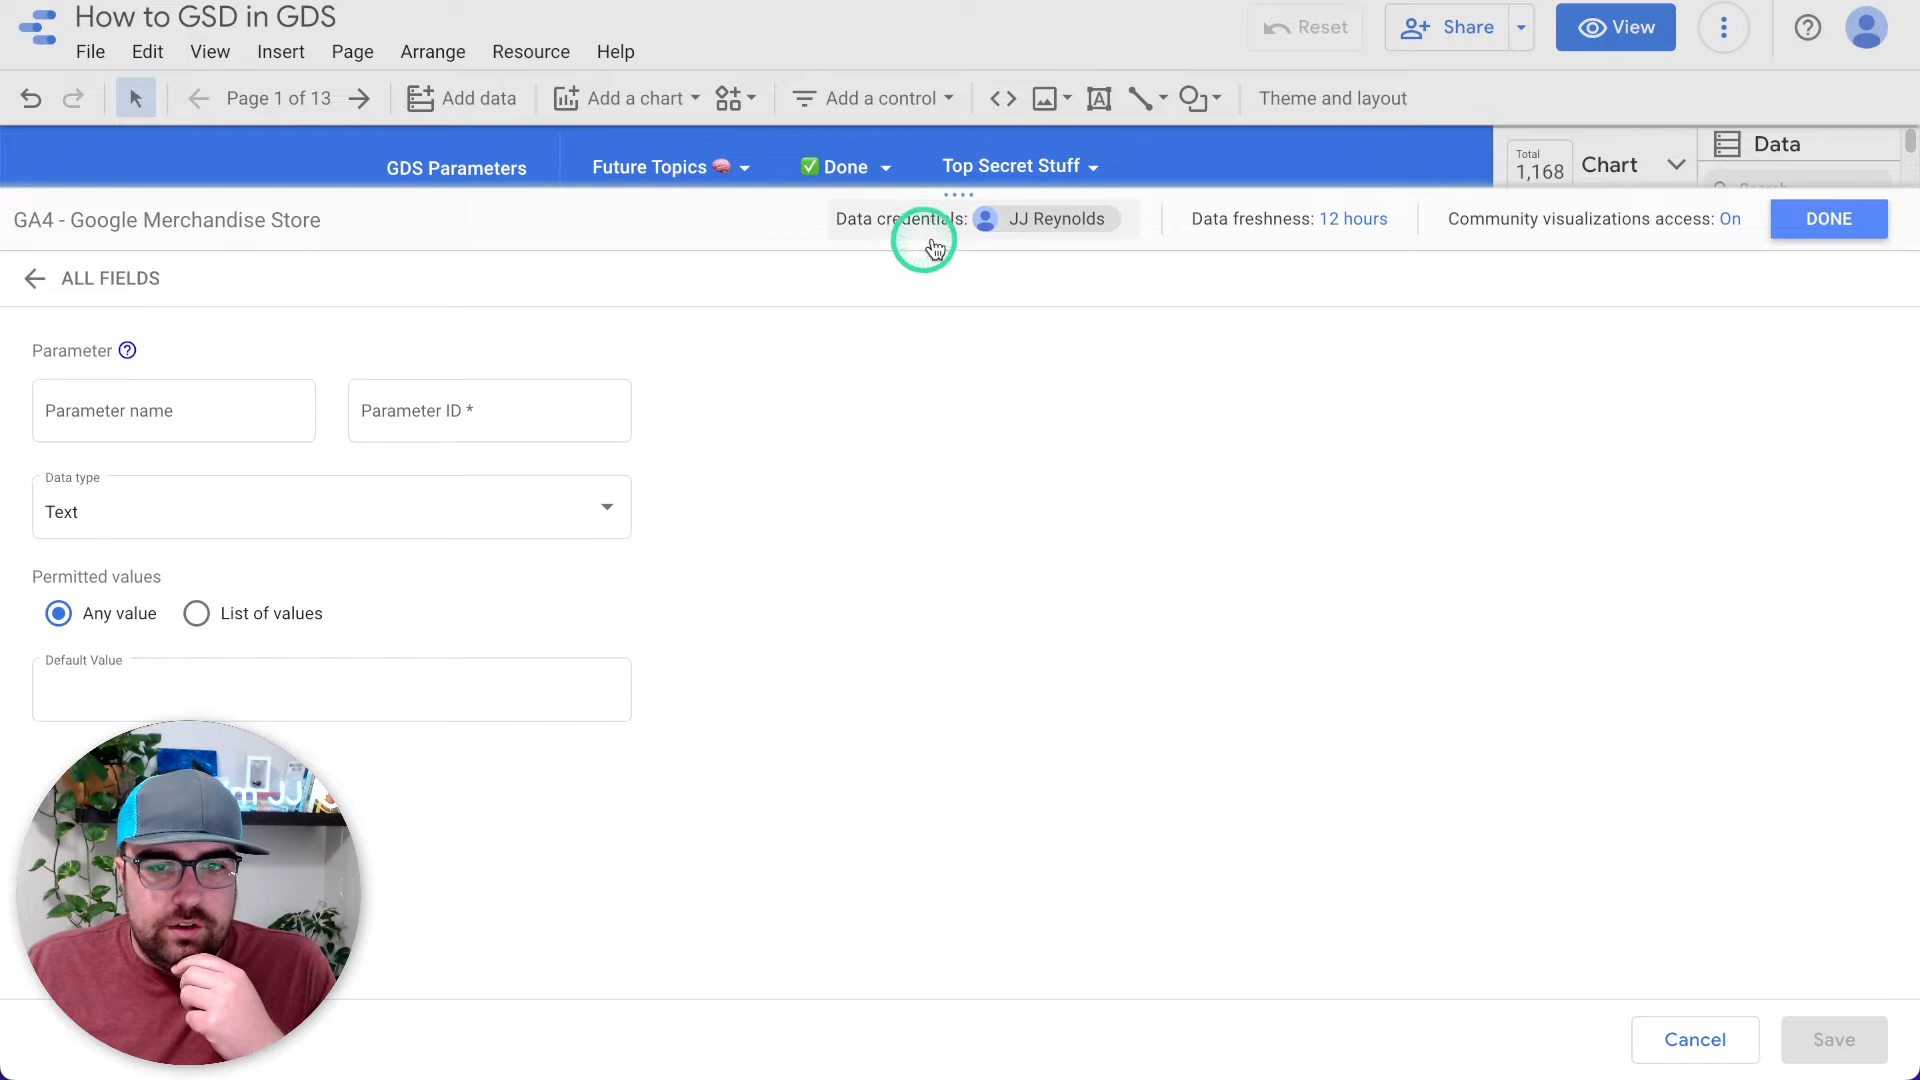 How to GSD in GDS
Reset
Share
View
File Edit View Insert Page Arrange Resource Help
Page 1 of 13
Add data
Add a chart
Add a control
Theme and layout
GDS Parameters
Future Topics 🧠
✅ Done
Top Secret Stuff
Total
1,168
Chart
Data
GA4 - Google Merchandise Store
Data credentials: JJ Reynolds
Data freshness: 12 hours
Community visualizations access: On
DONE
ALL FIELDS
Parameter
Parameter name
Parameter ID *
Data type
Text
Permitted values
Any value
List of values
Default Value
Cancel
Save